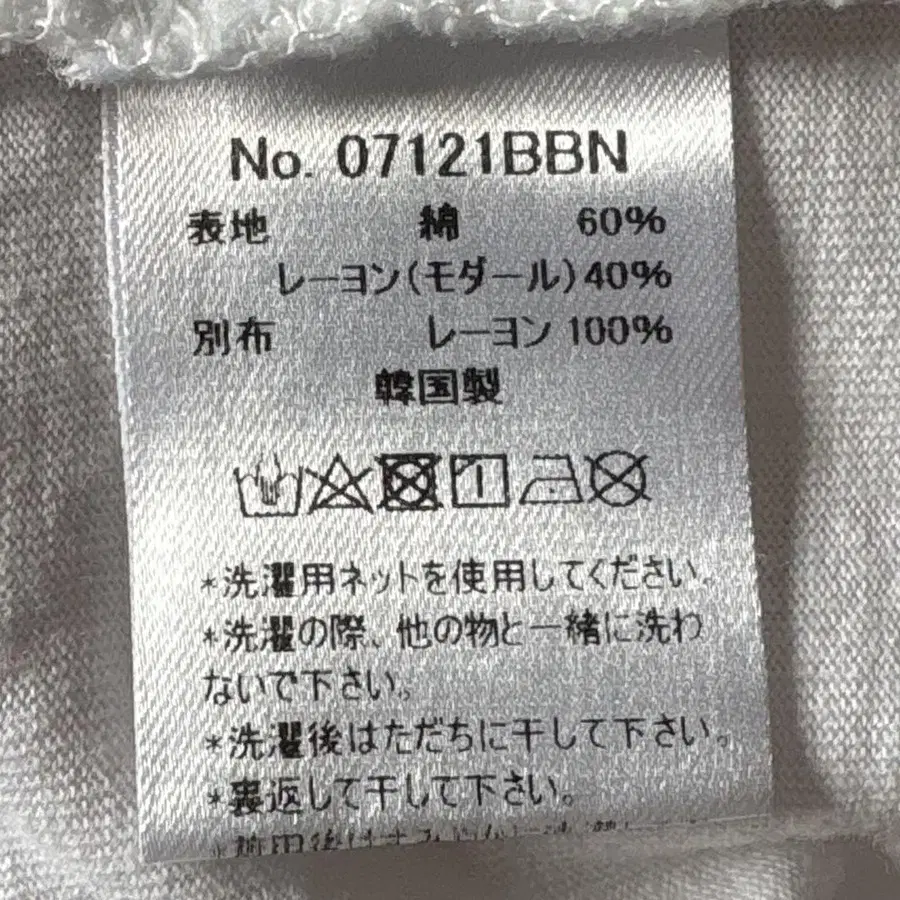 No. 07121BBN
表地 綿 60%
レーヨン(モダール)40%
別布 レーヨン 100%
韓国製
*洗濯用ネットを使用してください。
*洗濯の際、他の物と一緒に洗わ
ないで下さい。
*洗濯後はただちに干して下さい。
*裏返して干して下さい。